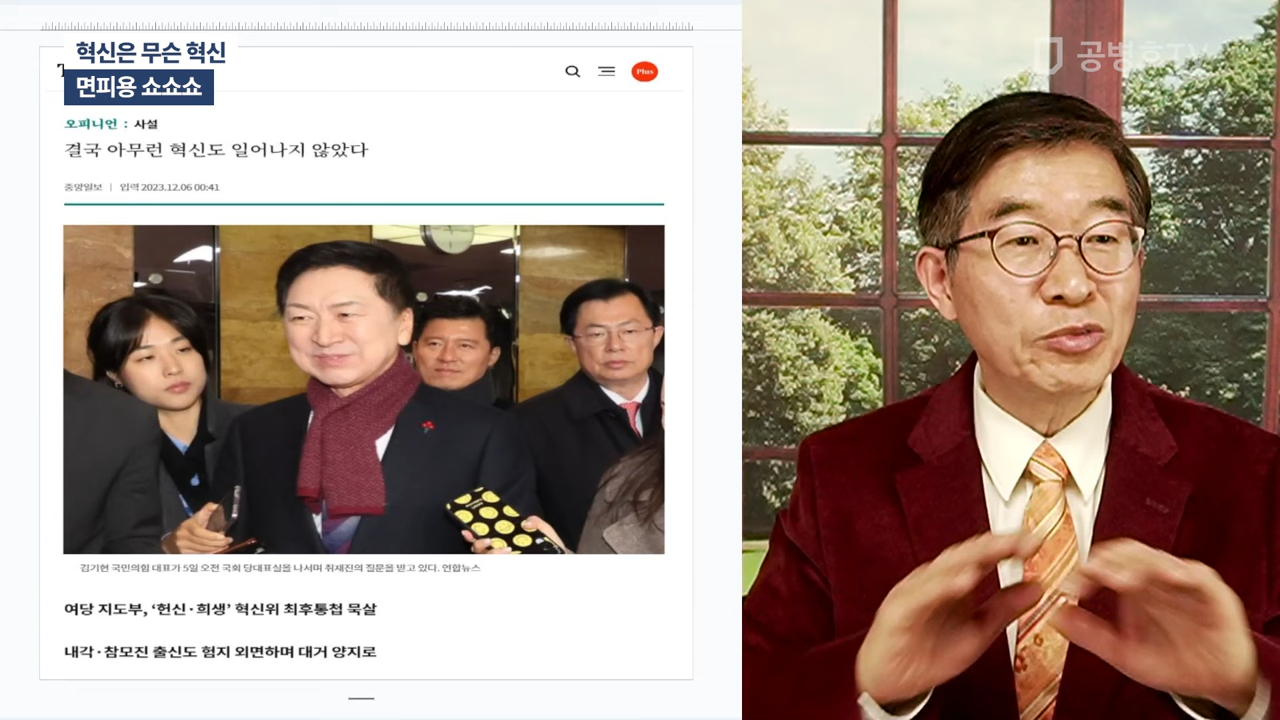 혁신은 무슨 혁신
면피용 쇼쇼쇼
Plus
오피니언 : 사설
결국 아무런 혁신도 일어나지 않았다
중앙일보 | 입력 2023.12.06 00:41
김기현 국민의힘 대표가 5일 오전 국회 당대표실을 나서며 취재진의 질문을 받고 있다. 연합뉴스
여당 지도부, ‘헌신·희생’ 혁신위 최후통첩 묵살
내각·참모진 출신도 험지 외면하며 대거 양지로
공병호TV